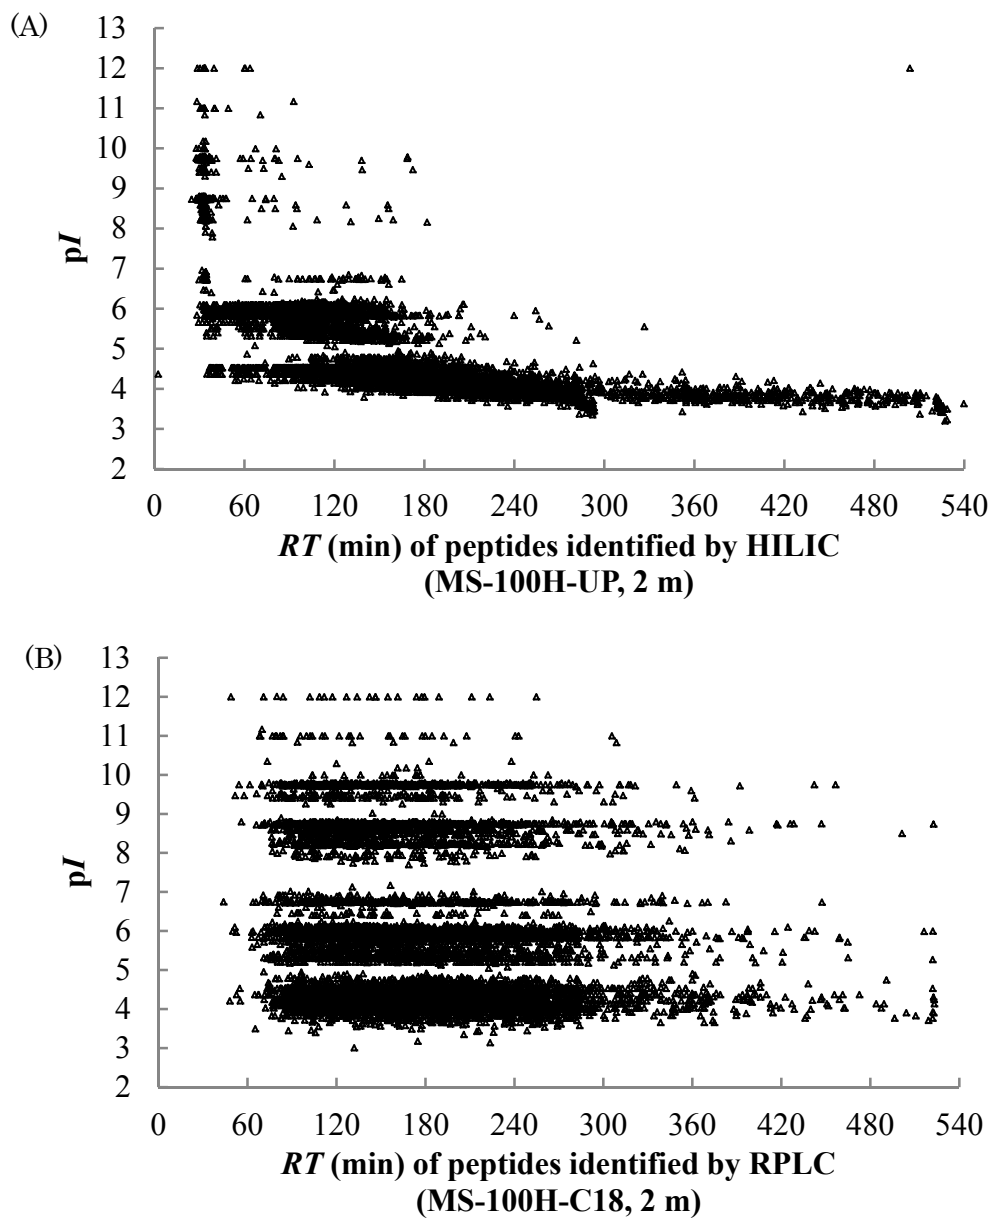 (A)
13
12
11
10
9
8
7
6
5
4
3
2
pI
0 60 120 180 240 300 360 420 480 540
RT (min) of peptides identified by HILIC
(MS-100H-UP, 2 m)
(B)
13
12
11
10
9
8
7
6
5
4
3
2
pI
0 60 120 180 240 300 360 420 480 540
RT (min) of peptides identified by RPLC
(MS-100H-C18, 2 m)